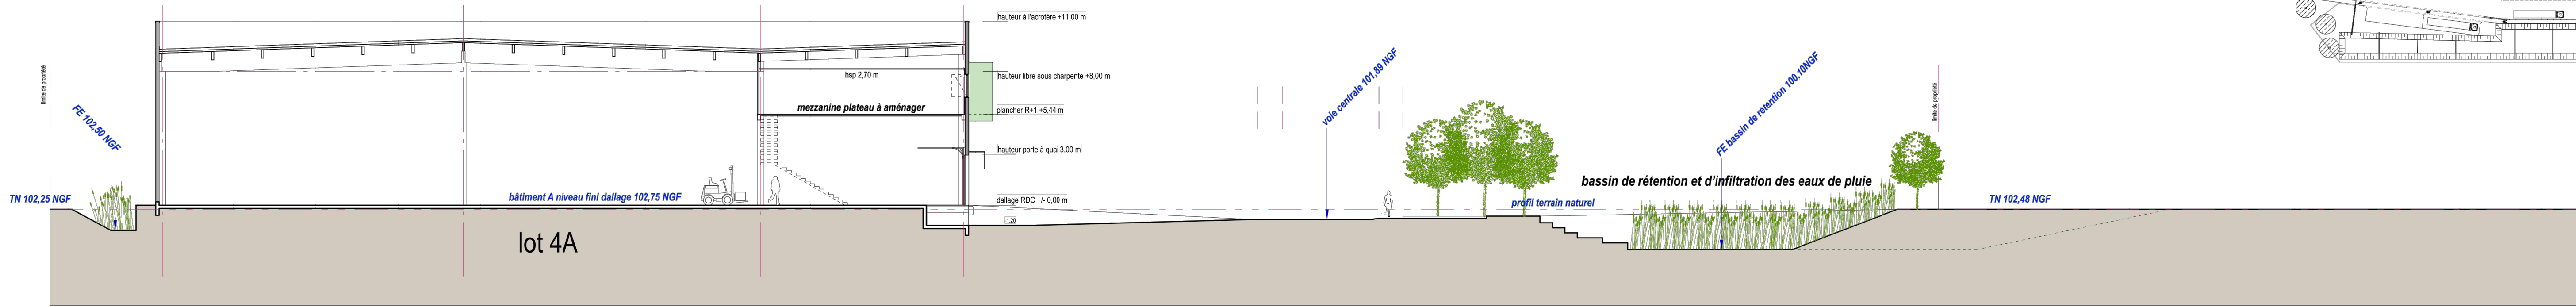 limite de propriété
TN 102,25 NGF
FE 102,50 NGF
bâtiment A niveau fini dallage 102,75 NGF
lot 4A
hsp 2,70 m
mezzanine plateau à aménager
hauteur à l'acrotère +11,00 m
hauteur libre sous charpente +8,00 m
plancher R+1 +5,44 m
hauteur porte à quai 3,00 m
dallage RDC +/- 0,00 m
-1,20
voie centrale 101,89 NGF
profil terrain naturel
bassin de rétention et d'infiltration des eaux de pluie
FE bassin de rétention 100,10NGF
limite de propriété
TN 102,48 NGF